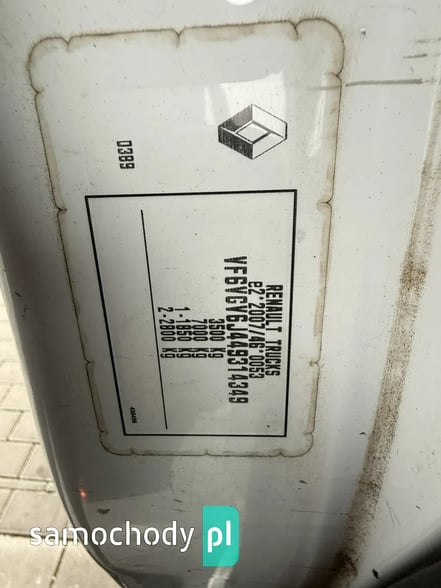 RENAULT TRUCKS
e2*2007/46*0053
VF6VGV6J449314349
3500 kg
7000 kg
1- 1850 kg
2- 2800 kg
0389
samochody pl